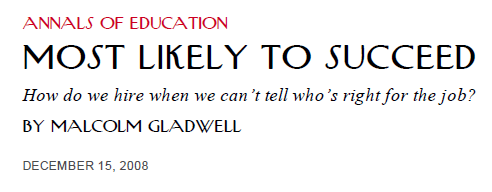 ANNALS OF EDUCATION
MOST LIKELY TO SUCCEED
How do we hire when we can’t tell who’s right for the job?
BY MALCOLM GLADWELL
DECEMBER 15, 2008